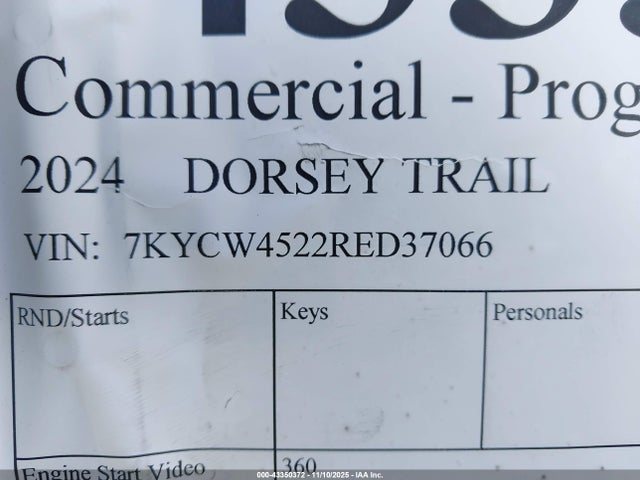 Commercial - Prog
2024 DORSEY TRAIL
VIN: 7KYCW4522RED37066
RND/Starts
Keys
Personals
Engine Start Video
360
000-43350372 - 11/10/2025 - IAA Inc.